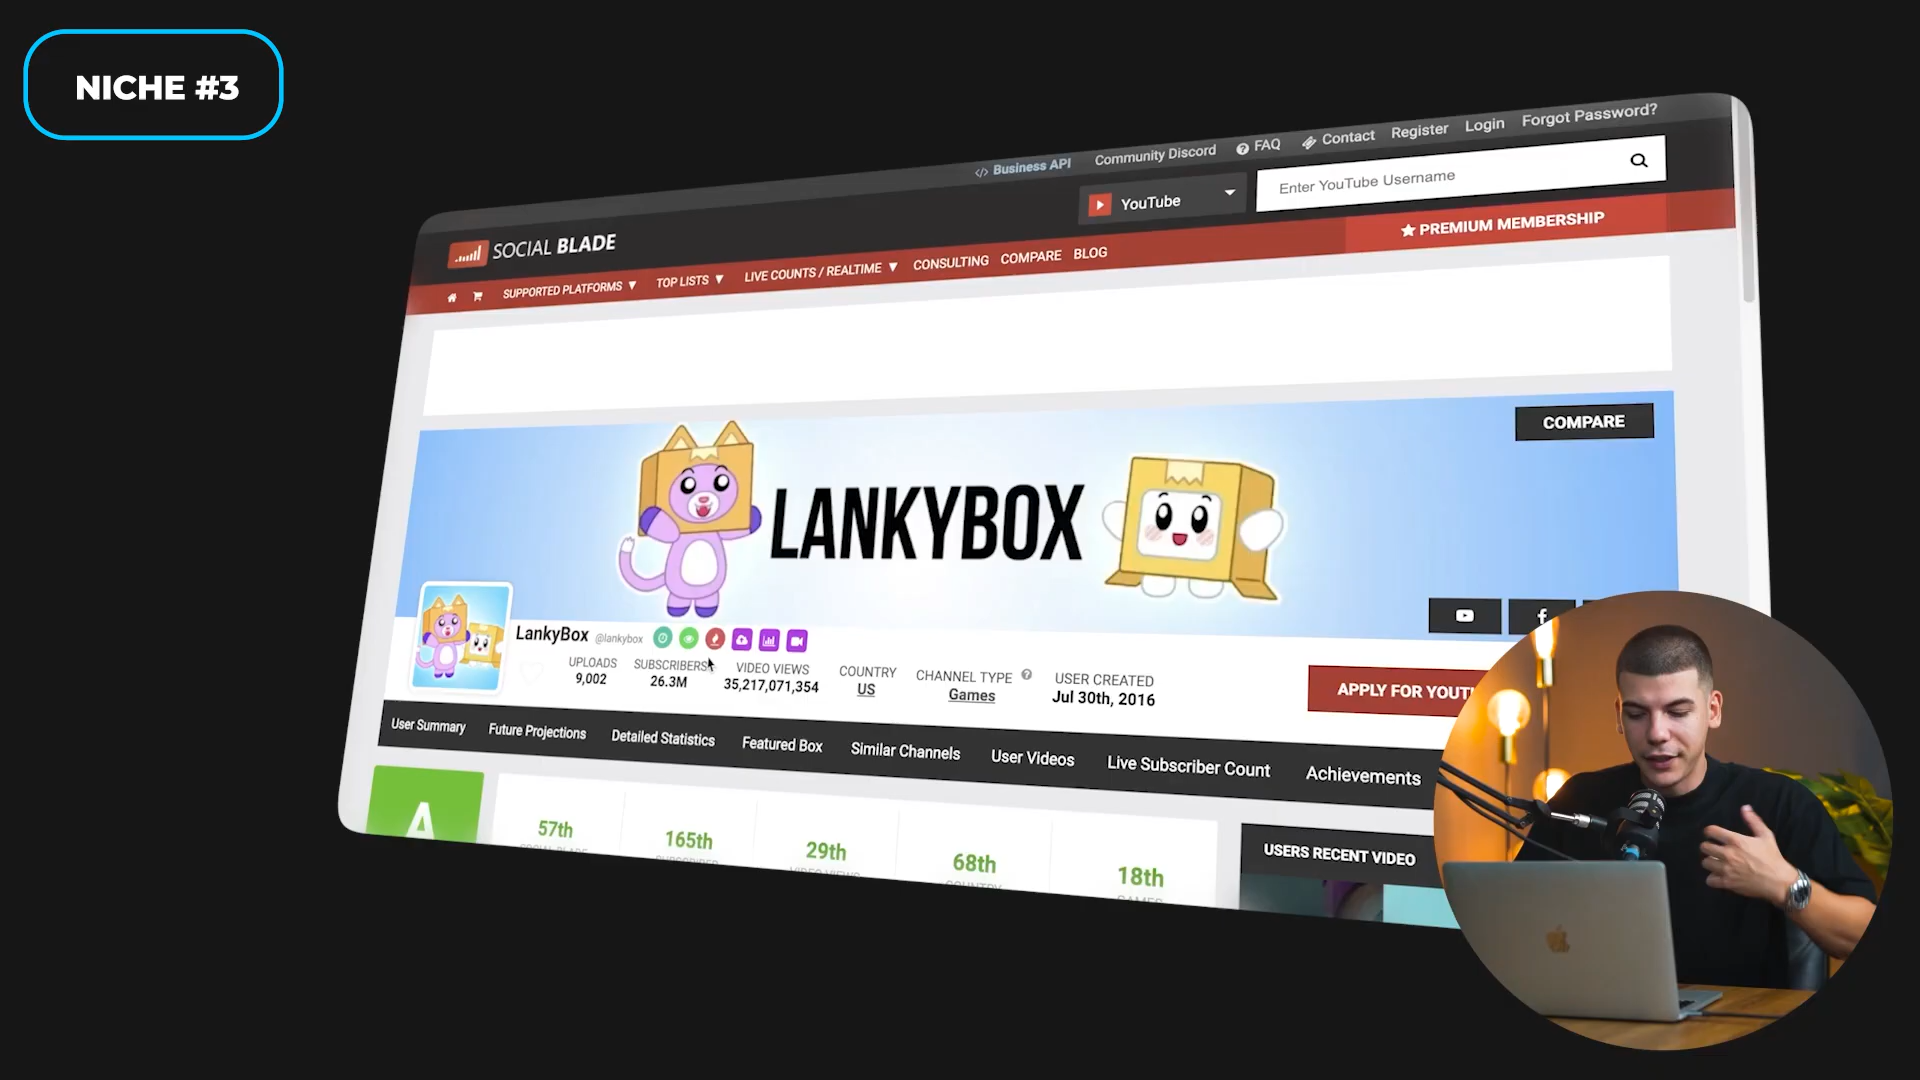 NICHE #3
Business API Community Discord FAQ Contact Register Login Forgot Password?
YouTube Enter YouTube Username
SOCIAL BLADE
PREMIUM MEMBERSHIP
SUPPORTED PLATFORMS TOP LISTS LIVE COUNTS / REALTIME CONSULTING COMPARE BLOG
COMPARE
LANKYBOX
LankyBox @lankybox
UPLOADS SUBSCRIBERS VIDEO VIEWS COUNTRY CHANNEL TYPE USER CREATED
9,002 26.3M 35,217,071,354 US Games Jul 30th, 2016
APPLY FOR
User Summary Future Projections Detailed Statistics Featured Box Similar Channels User Videos Live Subscriber Count Achievements
A
57th 165th 29th 68th 18th
USERS RECENT VIDEO